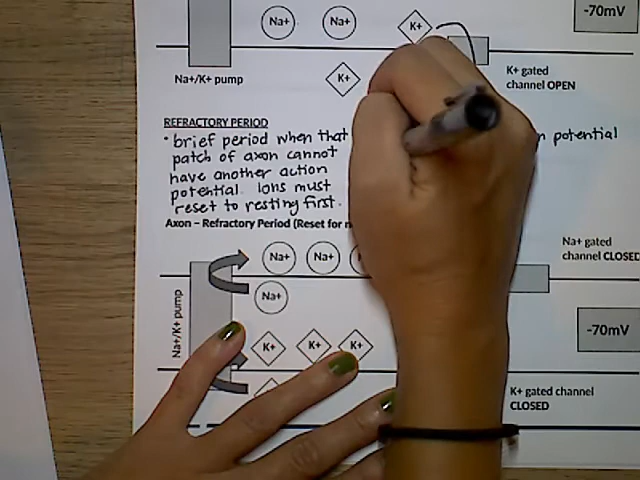 Na+ Na+ K+ -70mV
Na+/K+ pump K+ K+ gated
channel OPEN
REFRACTORY PERIOD
• brief period when that potential
patch of axon cannot
have another action
potential. Ions must
reset to resting first.
Axon – Refractory Period (Reset for
Na+ gated
channel CLOSED
Na+ Na+
Na+
Na+/K+ pump
-70mV
K+ K+ K+
K+ gated channel
CLOSED